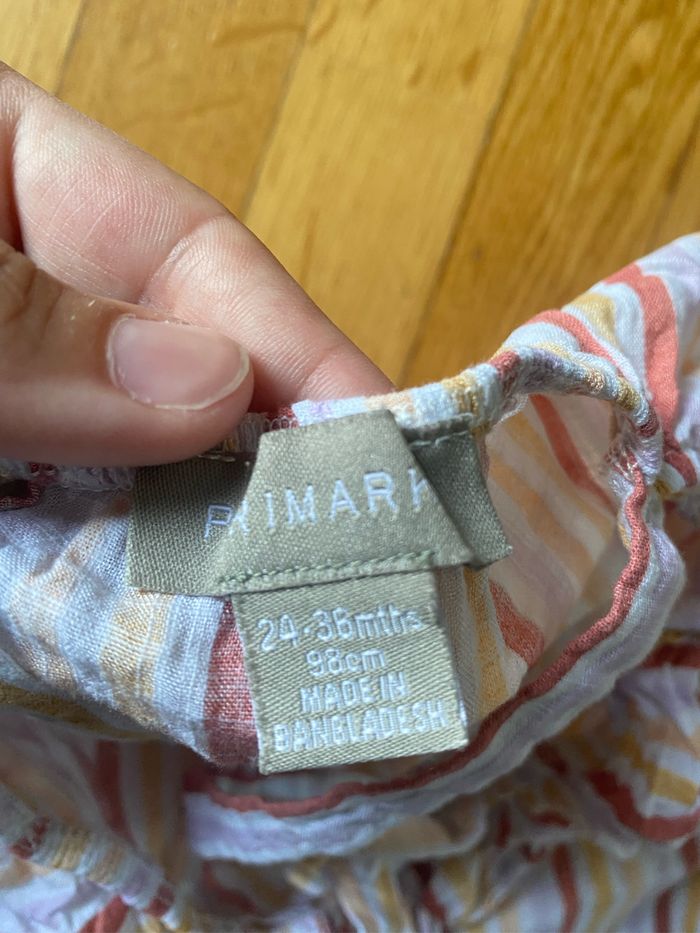 PRIMARK
24-36mths
98cm
MADE IN
BANGLADESH